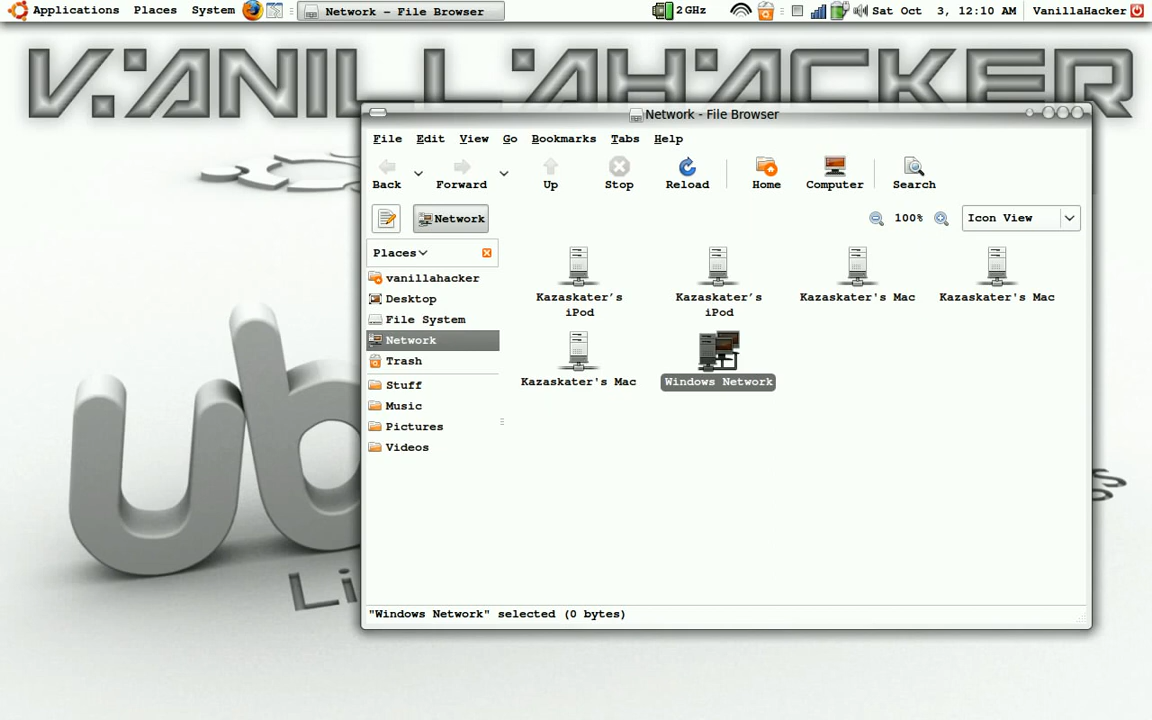 Applications Places System Network - File Browser 2 GHz Sat Oct 3, 12:10 AM VanillaHacker
VANILLAHACKER
Network - File Browser
File Edit View Go Bookmarks Tabs Help
Back Forward Up Stop Reload Home Computer Search
Network 100% Icon View
Places
vanillahacker
Desktop
File System
Network
Trash
Stuff
Music
Pictures
Videos
Kazaskater's iPod
Kazaskater's iPod
Kazaskater's Mac
Kazaskater's Mac
Kazaskater's Mac
Windows Network
"Windows Network" selected (0 bytes)
ub
Li